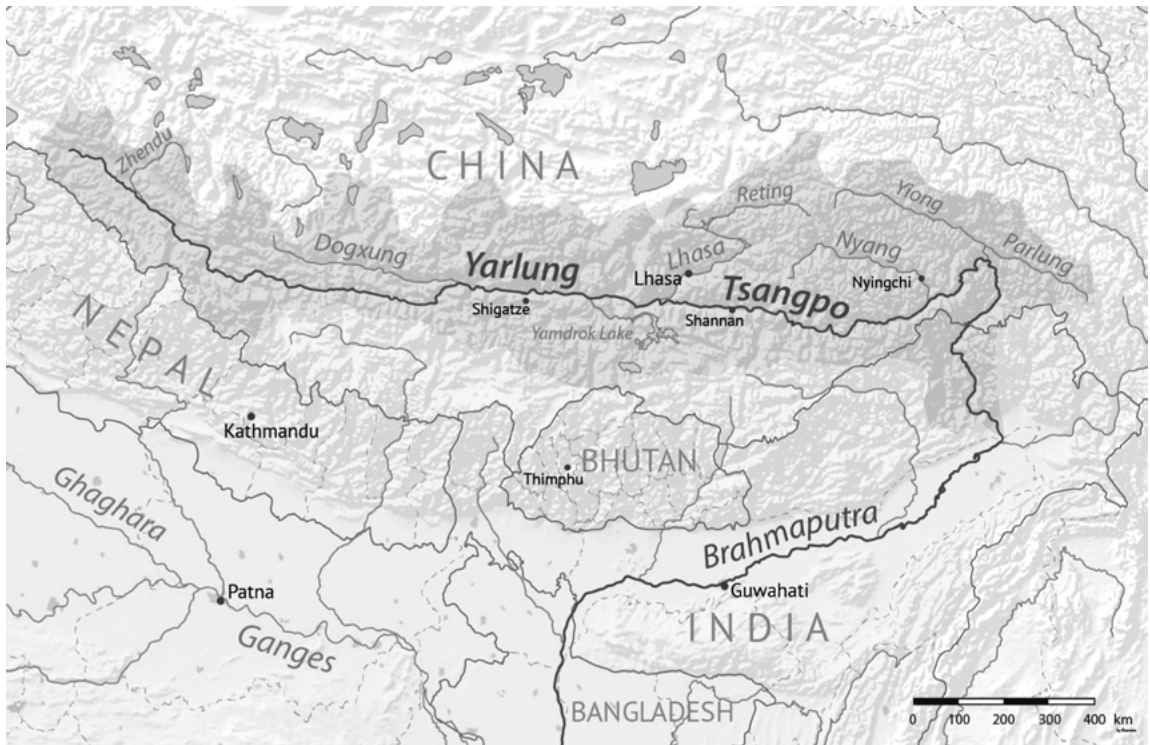 Zhendu
CHINA
Reting
Yiong
Dogxung
Yarlung
Lhasa
Lhasa
Nyang
Parlung
Tsangpo
Nyingchi
Shigatze
Shannan
Yamdrok Lake
NEPAL
Kathmandu
BHUTAN
Thimphu
Ghaghara
Brahmaputra
Patna
Guwahati
Ganges
INDIA
BANGLADESH
0 100 200 300 400 km